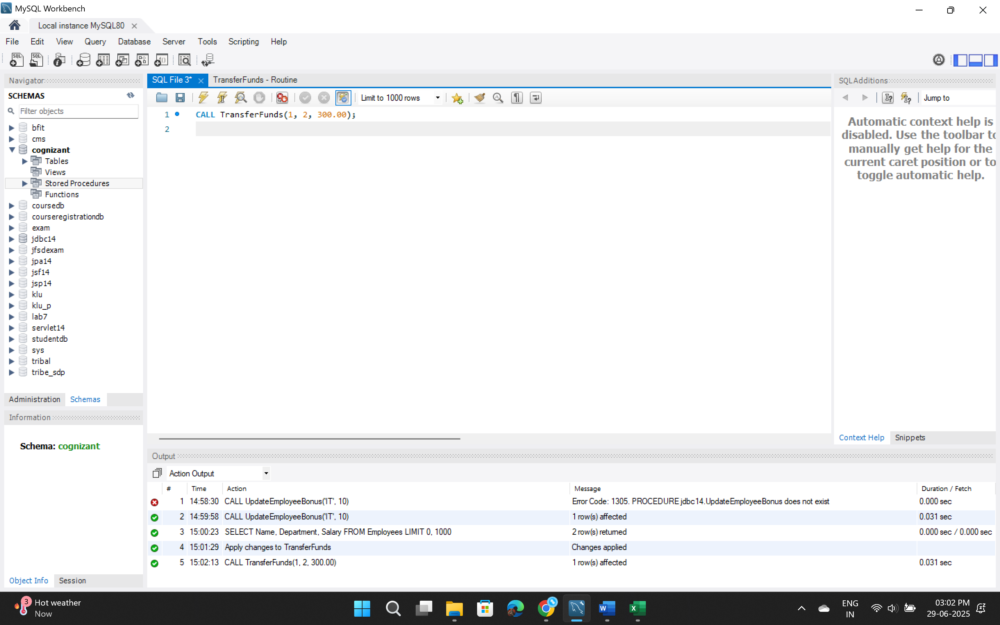 MySQL Workbench
Local instance MySQL80
File Edit View Query Database Server Tools Scripting Help
Navigator
SCHEMAS
Filter objects
bfit
cms
cognizant
Tables
Views
Stored Procedures
Functions
coursedb
courseregistrationdb
exam
jdbc14
jfsdexam
jpa14
jsf14
jsp14
klu
klu_p
lab7
servlet14
studentdb
sys
tribal
tribe_sdp
Administration Schemas
Information
Schema: cognizant
Object Info Session
SQL File 3* TransferFunds - Routine
Limit to 1000 rows
1 CALL TransferFunds(1, 2, 300.00);
2
SQLAdditions
Jump to
Automatic context help is
disabled. Use the toolbar to
manually get help for the
current caret position or to
toggle automatic help.
Context Help Snippets
Output
Action Output
# Time Action Message Duration / Fetch
1 14:58:30 CALL UpdateEmployeeBonus('IT', 10) Error Code: 1305. PROCEDURE jdbc14.UpdateEmployeeBonus does not exist 0.000 sec
2 14:59:58 CALL UpdateEmployeeBonus('IT', 10) 1 row(s) affected 0.031 sec
3 15:00:23 SELECT Name, Department, Salary FROM Employees LIMIT 0, 1000 2 row(s) returned 0.000 sec / 0.000 sec
4 15:01:29 Apply changes to TransferFunds Changes applied
5 15:02:13 CALL TransferFunds(1, 2, 300.00) 1 row(s) affected 0.031 sec
3
Hot weather
Now
ENG
IN
03:02 PM
29-06-2025